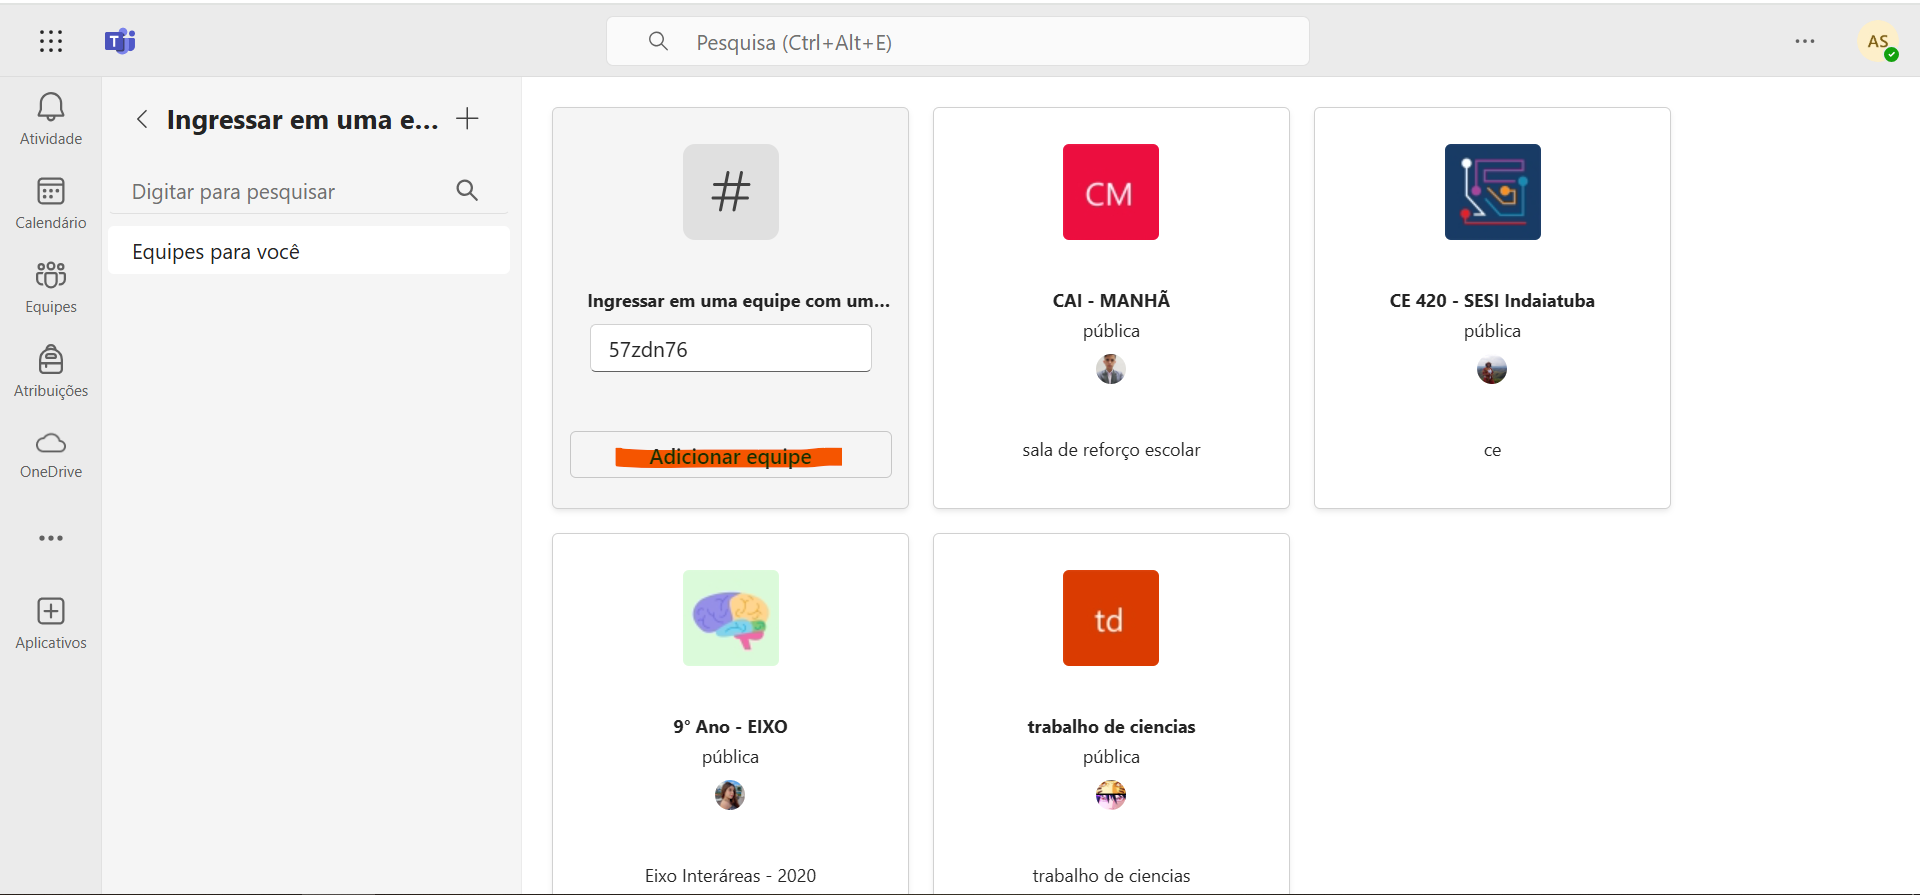 Pesquisa (Ctrl+Alt+E)
AS
Atividade
Calendário
Equipes
Atribuições
OneDrive
Aplicativos
Ingressar em uma e...
Digitar para pesquisar
Equipes para você
#
Ingressar em uma equipe com um...
57zdn76
Adicionar equipe
CM
CAI - MANHÃ
pública
sala de reforço escolar
CE 420 - SESI Indaiatuba
pública
ce
9° Ano - EIXO
pública
Eixo Interáreas - 2020
td
trabalho de ciencias
pública
trabalho de ciencias